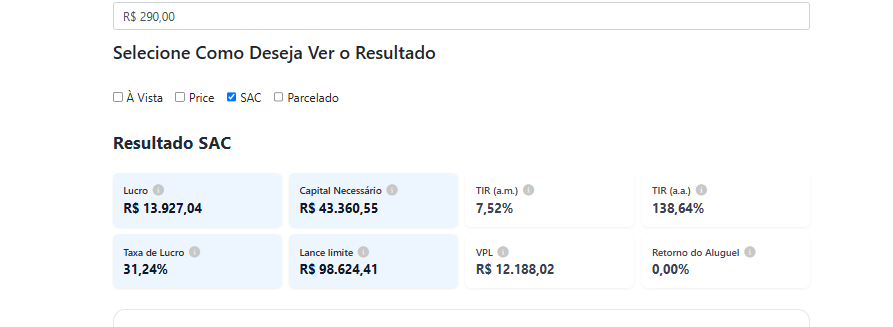 R$ 290,00
Selecione Como Deseja Ver o Resultado
À Vista Price SAC Parcelado
Resultado SAC
Lucro Capital Necessário TIR (a.m.) TIR (a.a.)
R$ 13.927,04 R$ 43.360,55 7,52% 138,64%
Taxa de Lucro Lance limite VPL Retorno do Aluguel
31,24% R$ 98.624,41 R$ 12.188,02 0,00%